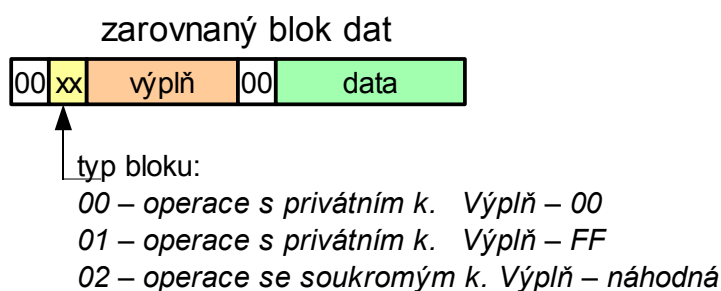 zarovnaný blok dat
00 xx výplň 00 data
typ bloku:
00 – operace s privátním k. Výplň – 00
01 – operace s privátním k. Výplň – FF
02 – operace se soukromým k. Výplň – náhodná